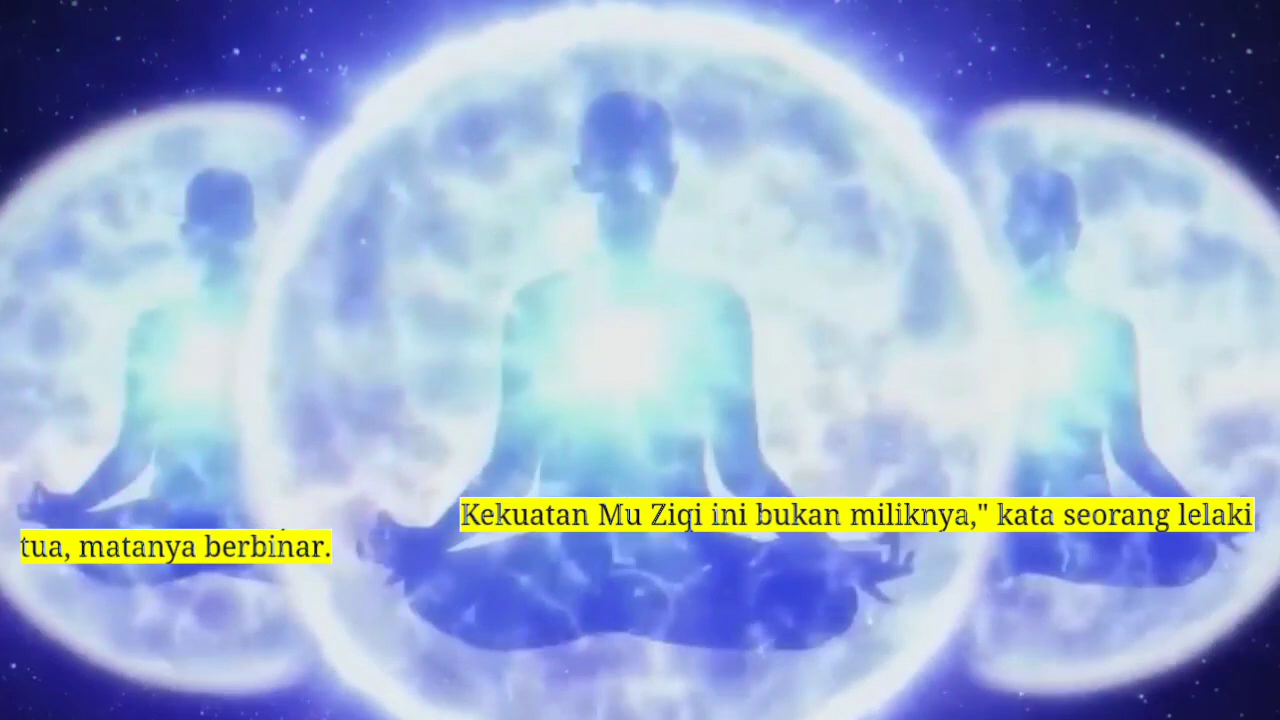 Kekuatan Mu Ziqi ini bukan miliknya," kata seorang lelaki
tua, matanya berbinar.